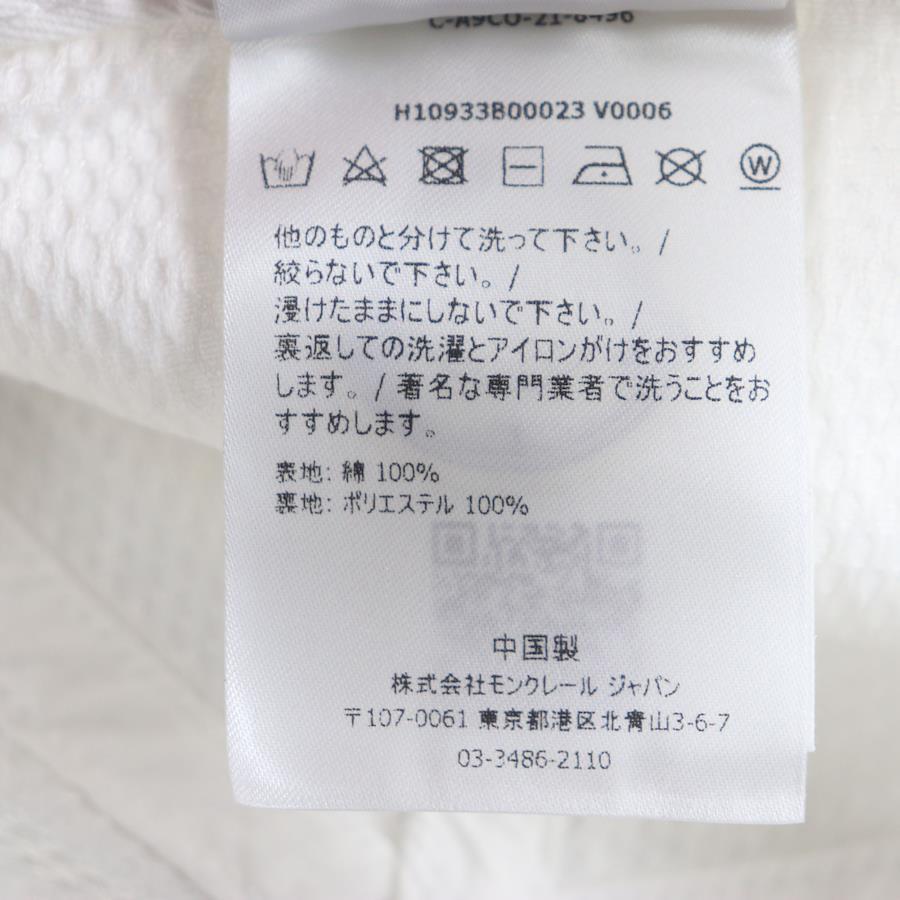 C-A9CO-21-8496
H10933B00023 V0006
W
他のものと分けて洗って下さい。/
絞らないで下さい。/
浸けたままにしないで下さい。/
裏返しての洗濯とアイロンがけをおすすめ
します。/ 著名な専門業者で洗うことをお
すすめします。
表地: 綿 100%
裏地: ポリエステル 100%
中国製
株式会社モンクレール ジャパン
〒107-0061 東京都港区北青山3-6-7
03-3486-2110